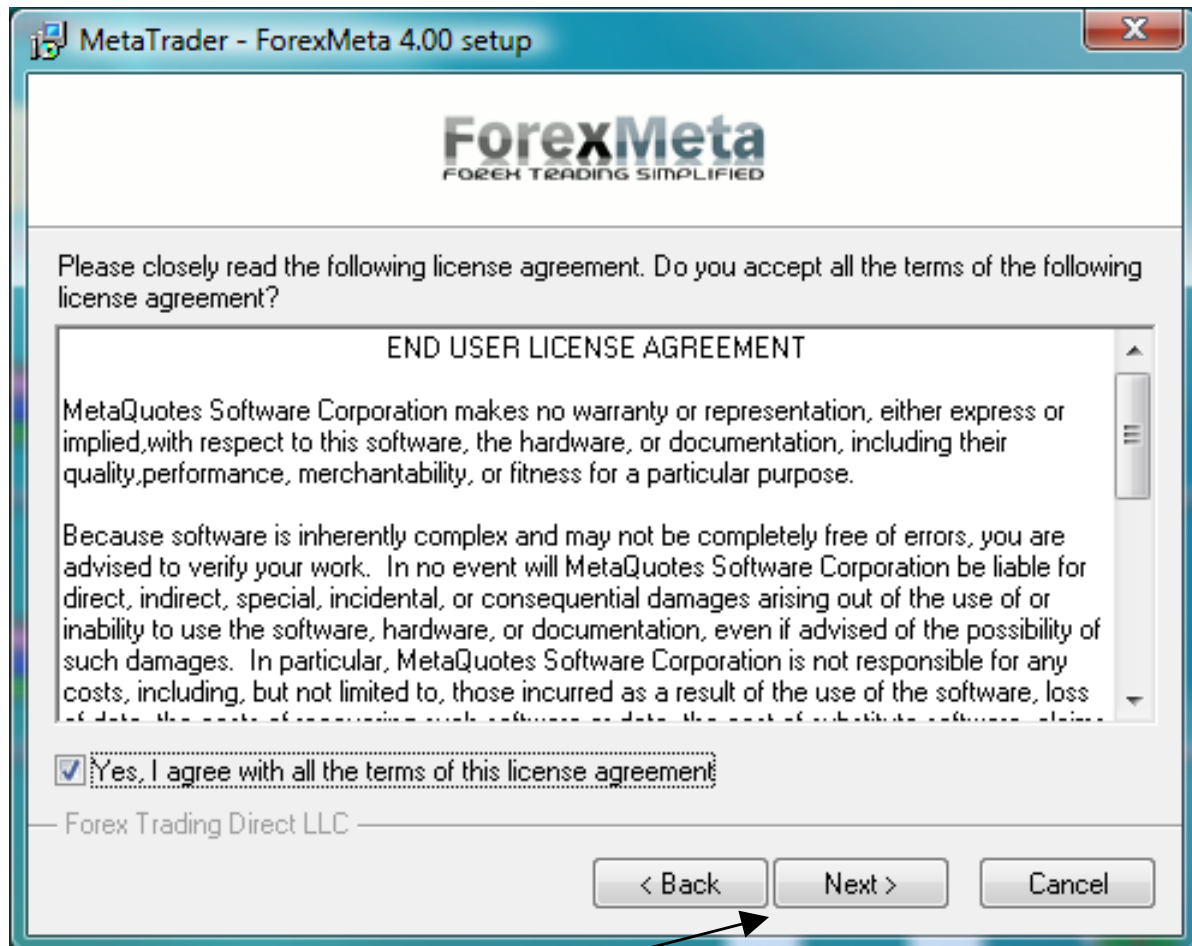 MetaTrader - ForexMeta 4.00 setup
ForexMeta
FOREX TRADING SIMPLIFIED
Please closely read the following license agreement. Do you accept all the terms of the following
license agreement?
END USER LICENSE AGREEMENT
MetaQuotes Software Corporation makes no warranty or representation, either express or
implied,with respect to this software, the hardware, or documentation, including their
quality,performance, merchantability, or fitness for a particular purpose.
Because software is inherently complex and may not be completely free of errors, you are
advised to verify your work.  In no event will MetaQuotes Software Corporation be liable for
direct, indirect, special, incidental, or consequential damages arising out of the use of or
inability to use the software, hardware, or documentation, even if advised of the possibility of
such damages.  In particular, MetaQuotes Software Corporation is not responsible for any
costs, including, but not limited to, those incurred as a result of the use of the software, loss
Yes, I agree with all the terms of this license agreement
Forex Trading Direct LLC
< Back
Next >
Cancel